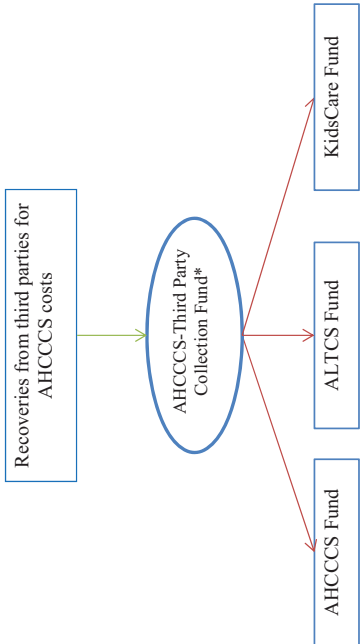 Recoveries from third parties for
AHCCCS costs
AHCCCS-Third Party
Collection Fund*
AHCCCS Fund
ALTCS Fund
KidsCare Fund